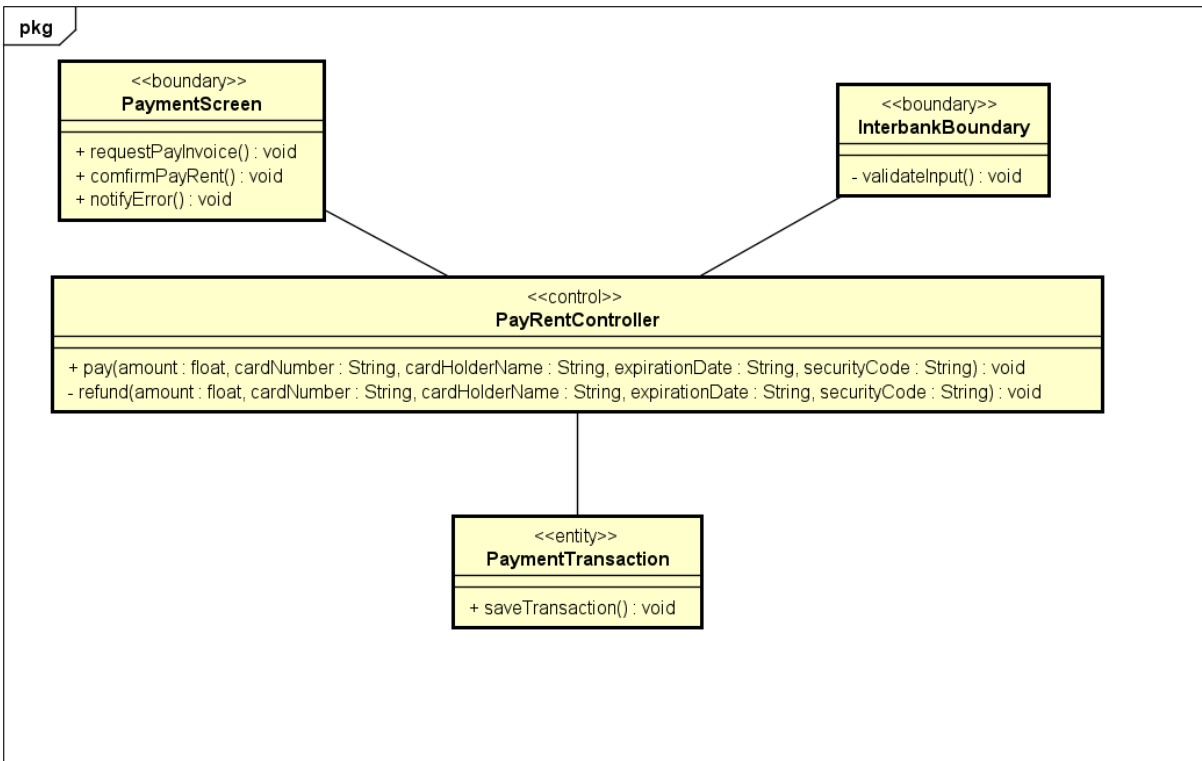 pkg
<<boundary>>
PaymentScreen
+ requestPayInvoice() : void
+ comfirmPayRent() : void
+ notifyError() : void
<<boundary>>
InterbankBoundary
- validateInput() : void
<<control>>
PayRentController
+ pay(amount : float, cardNumber : String, cardHolderName : String, expirationDate : String, securityCode : String) : void
- refund(amount : float, cardNumber : String, cardHolderName : String, expirationDate : String, securityCode : String) : void
<<entity>>
PaymentTransaction
+ saveTransaction() : void